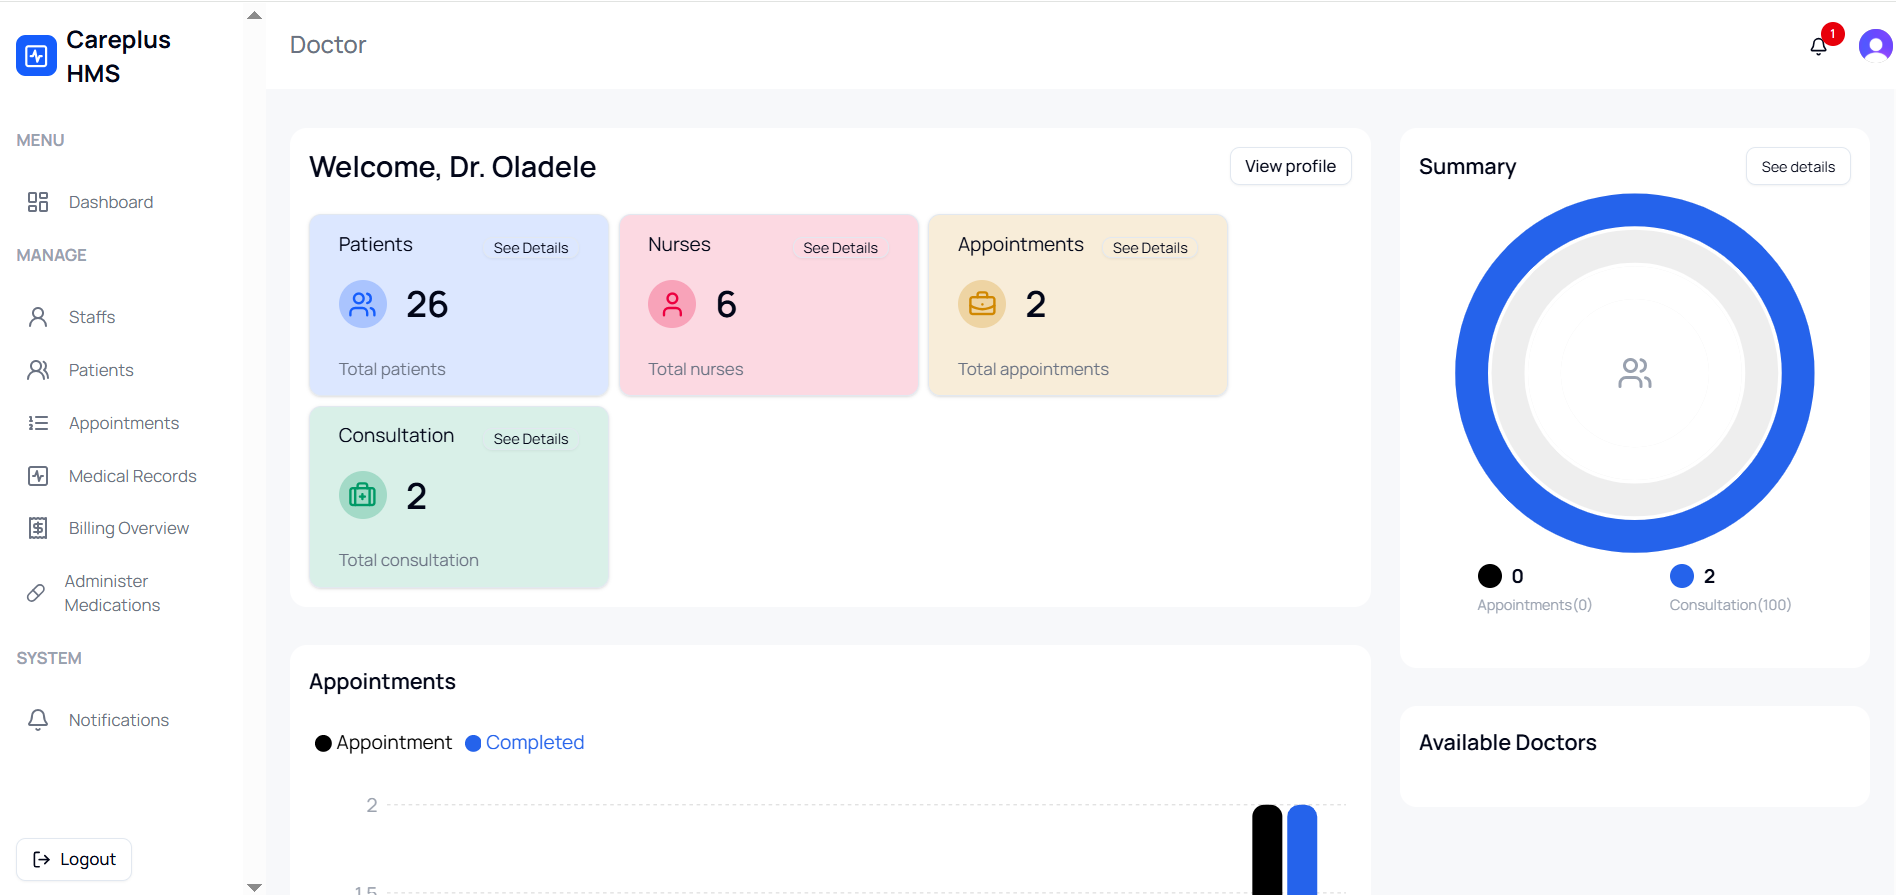 Careplus
HMS
MENU
Dashboard
MANAGE
Staffs
Patients
Appointments
Medical Records
Billing Overview
Administer
Medications
SYSTEM
Notifications
Logout
Doctor
1
Welcome, Dr. Oladele
View profile
Patients
See Details
26
Total patients
Nurses
See Details
6
Total nurses
Appointments
See Details
2
Total appointments
Consultation
See Details
2
Total consultation
Summary
See details
0
Appointments(0)
2
Consultation(100)
Appointments
Appointment
Completed
2
1.5
Available Doctors